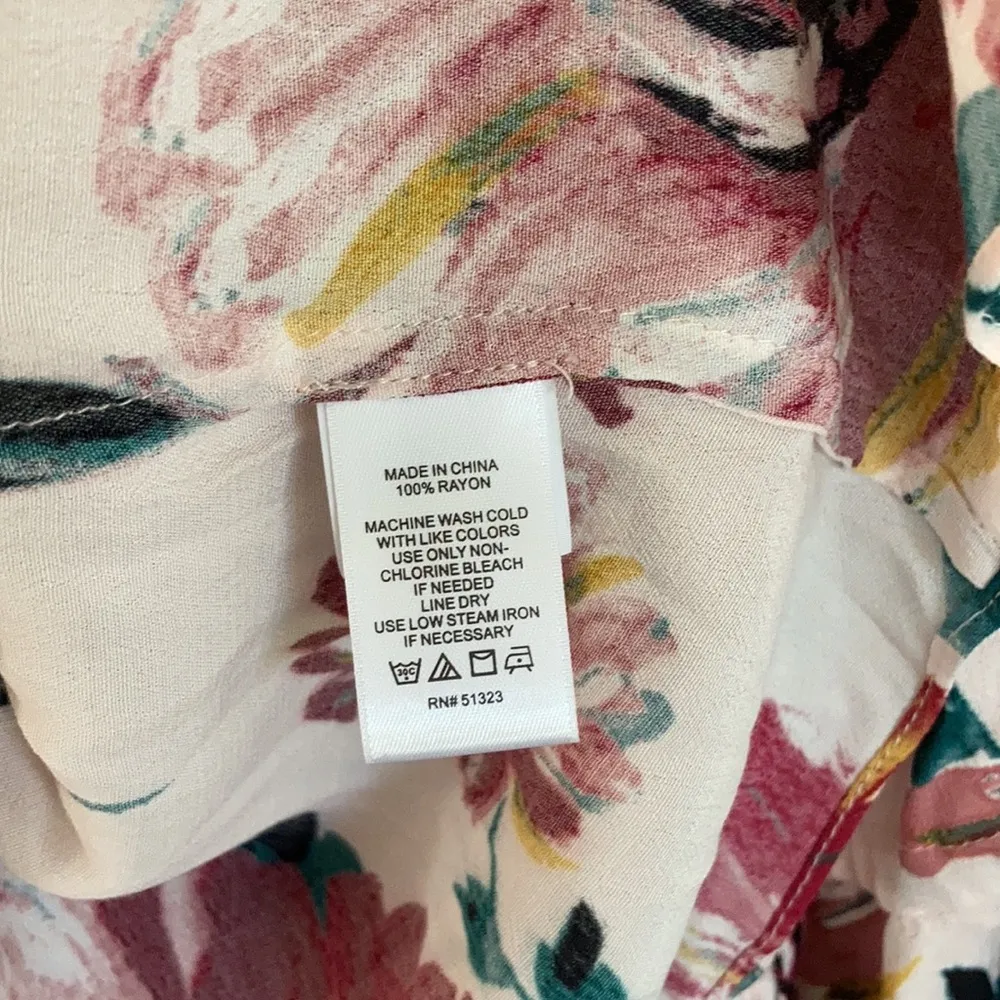 MADE IN CHINA
100% RAYON
MACHINE WASH COLD
WITH LIKE COLORS
USE ONLY NON-
CHLORINE BLEACH
IF NEEDED
LINE DRY
USE LOW STEAM IRON
IF NECESSARY
30C
RN# 51323